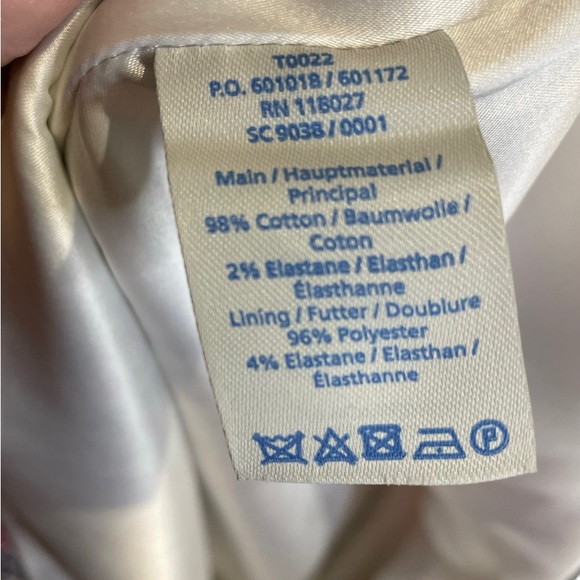 T0022
P.O. 601018 / 601172
RN 116027
SC 9038 / 0001
Main / Hauptmaterial /
Principal
98% Cotton / Baumwolle /
Coton
2% Elastane / Elasthan /
Élasthanne
Lining / Futter / Doublure
96% Polyester
4% Elastane / Elasthan /
Élasthanne
P